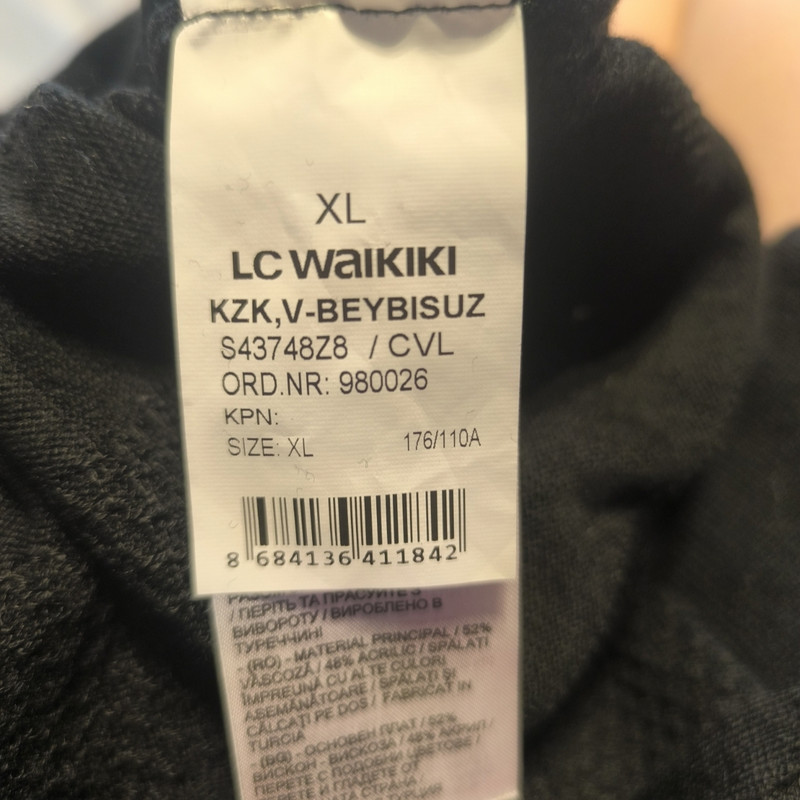 XL
LC WAIKIKI
KZK,V-BEYBISUZ
S43748Z8 / CVL
ORD.NR: 980026
KPN:
SIZE: XL 176/110A
8 684136 411842
/ ПЕРІТЬ ТА ПРАСУЙТЕ З
ВИВОРОТУ / ВИРОБЛЕНО В
ТУРЕЧЧИНІ
-(RO) - MATERIAL PRINCIPAL / 52%
VÂSCOZĂ / 48% ACRILIC / SPĂLAȚI
ÎMPREUNĂ CU ALTE CULORI
ASEMĂNĂTOARE / SPĂLAȚI ȘI
CĂLCAȚI PE DOS / FABRICAT IN
TURCIA
-(BG) - ОСНОВЕН ПЛАТ / 52%
ВИСКОН - ВИСКОЗА / 48% АКРИЛ /
ПЕРЕТЕ С ПОДОБНИ ЦВЕТОВЕ /
ПЕРЕТЕ И ГЛАДЕТЕ ОТ
СТРАНА /